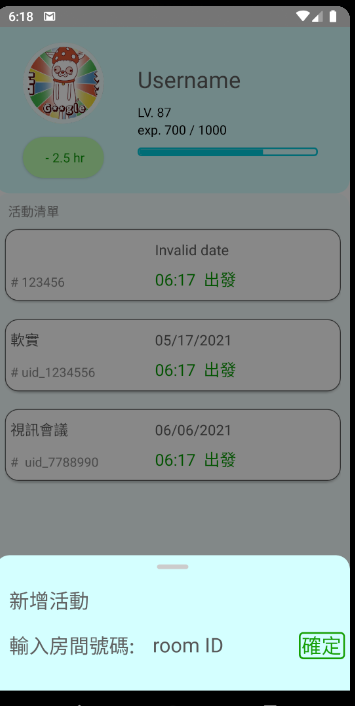 6:18
Google
Username
LV. 87
exp. 700 / 1000
- 2.5 hr
活動清單
Invalid date
# 123456
06:17 出發
軟實
05/17/2021
# uid_1234556
06:17 出發
視訊會議
06/06/2021
# uid_7788990
06:17 出發
新增活動
輸入房間號碼: room ID
確定